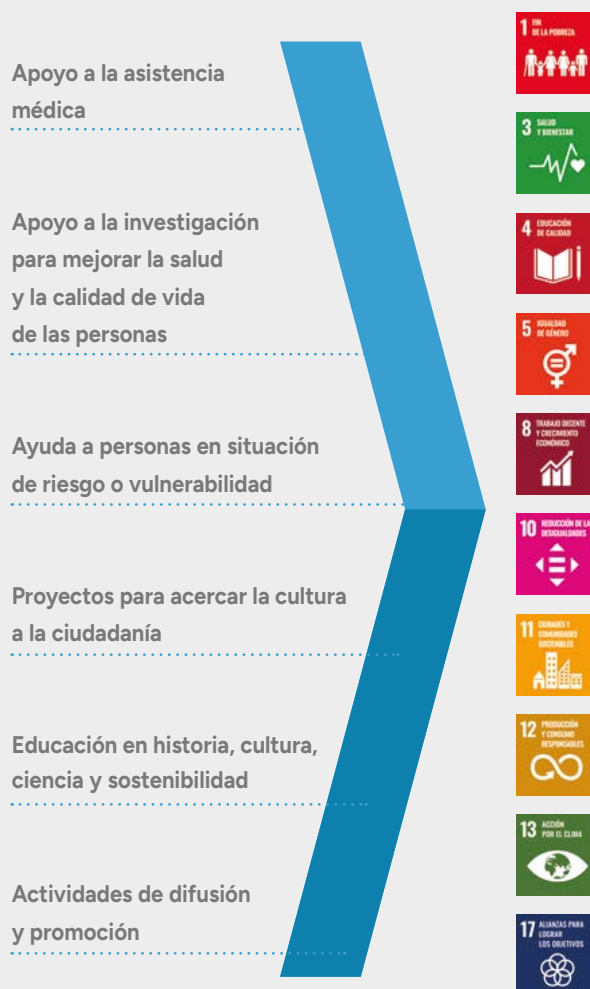 Apoyo a la asistencia
médica
Apoyo a la investigación
para mejorar la salud
y la calidad de vida
de las personas
Ayuda a personas en situación
de riesgo o vulnerabilidad
Proyectos para acercar la cultura
a la ciudadanía
Educación en historia, cultura,
ciencia y sostenibilidad
Actividades de difusión
y promoción
1 FIN
DE LA POBREZA
3 SALUD
Y BIENESTAR
4 EDUCACIÓN
DE CALIDAD
5 IGUALDAD
DE GÉNERO
8 TRABAJO DECENTE
Y CRECIMIENTO
ECONÓMICO
10 REDUCCIÓN DE LA
DESIGUALDADES
11 CIUDADES Y
COMUNIDADES
SOSTENIBLES
12 PRODUCCIÓN
Y CONSUMO
RESPONSABLES
13 ACCIÓN
POR EL CLIMA
17 ALIANZAS PARA
LOGRAR
LOS OBJETIVOS